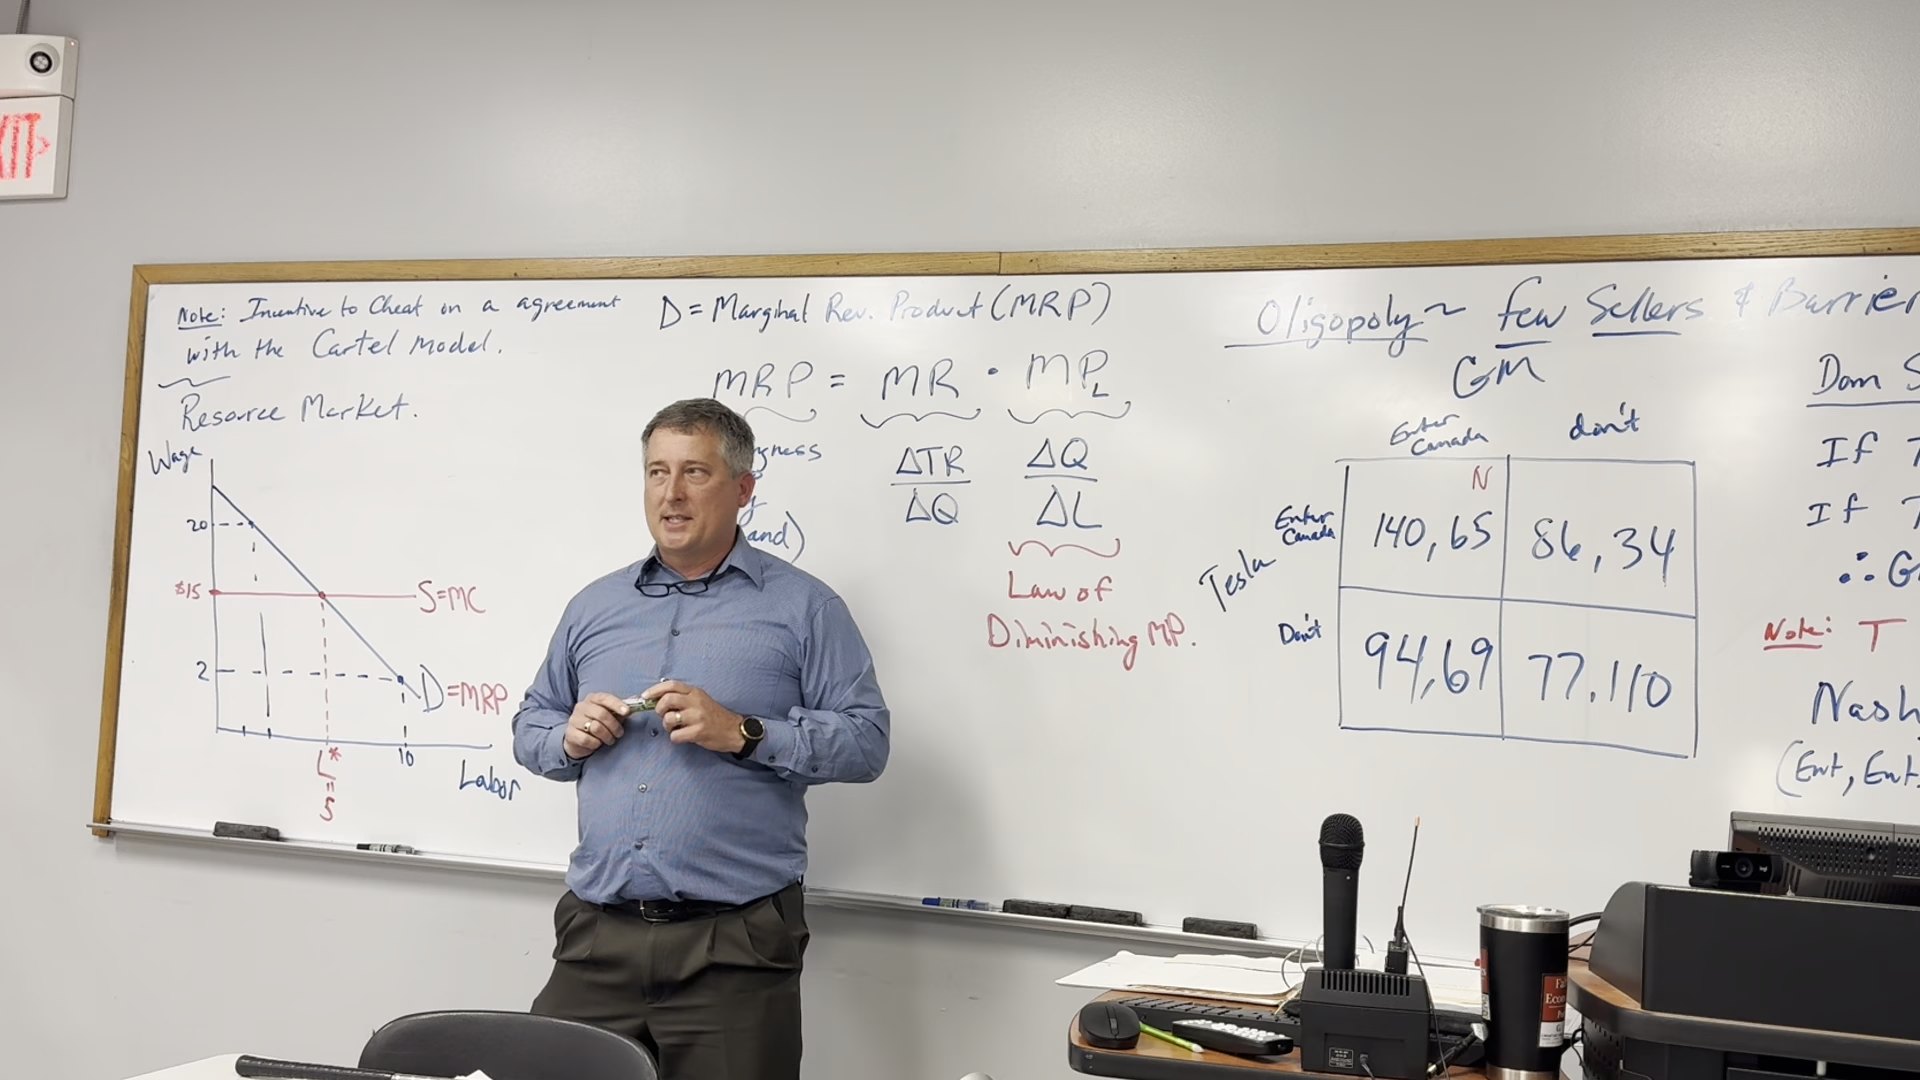 Note: Incentive to Cheat on a agreement
with the Cartel Model.
Resource Market.
Wage
20
$15
S=MC
2
D=MRP
L*
=
5
10
Labor
D = Marginal Rev. Product (MRP)
MRP = MR · MPL
ΔTR
ΔQ
ΔQ
ΔL
and)
Law of
Diminishing MP.
Oligopoly ~ few Sellers & Barrier
GM
Enter
Canada
don't
Tesla
Enter
Canada
Don't
N
140, 65
86, 34
94, 69
77, 110
Dom S
If T
If T
∴ G
Note: T
Nash
(Ent, Ent